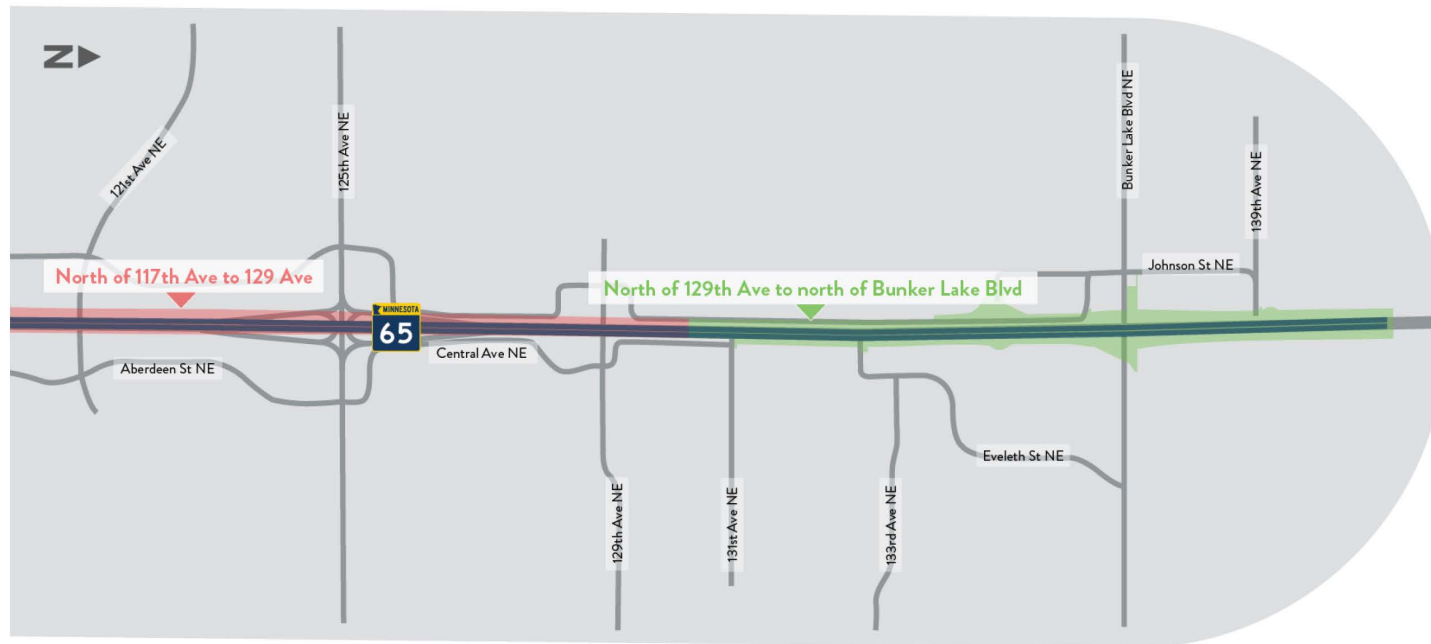 N
121st Ave NE
125th Ave NE
Bunker Lake Blvd NE
139th Ave NE
Johnson St NE
North of 117th Ave to 129 Ave
North of 129th Ave to north of Bunker Lake Blvd
MINNESOTA
65
Central Ave NE
Aberdeen St NE
Eveleth St NE
129th Ave NE
131st Ave NE
133rd Ave NE